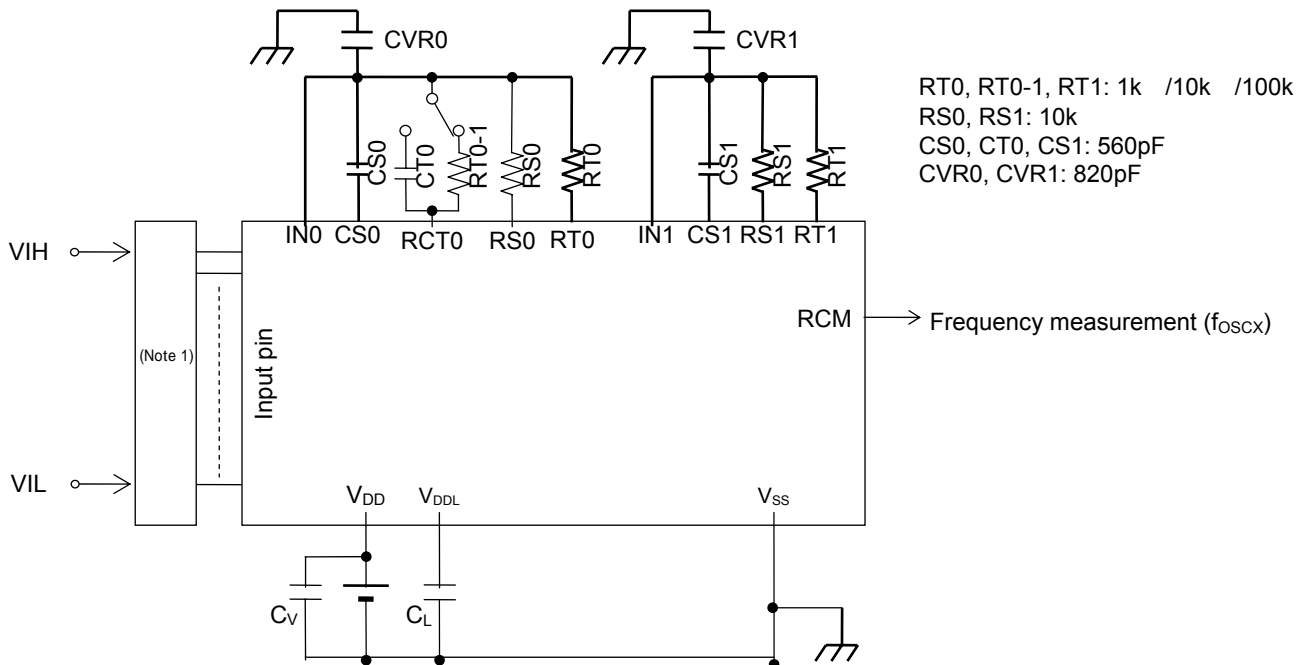 CVR0
CVR1
RT0, RT0-1, RT1: 1k /10k /100k
RS0, RS1: 10k
CS0, CT0, CS1: 560pF
CVR0, CVR1: 820pF
CS0
CT0
RT0-1
RS0
RT0
CS1
RS1
RT1
IN0 CS0 RCT0 RS0 RT0 IN1 CS1 RS1 RT1
VIH
RCM
Frequency measurement (fOSCX)
(Note 1)
Input pin
VIL
VDD VDDL VSS
CV CL